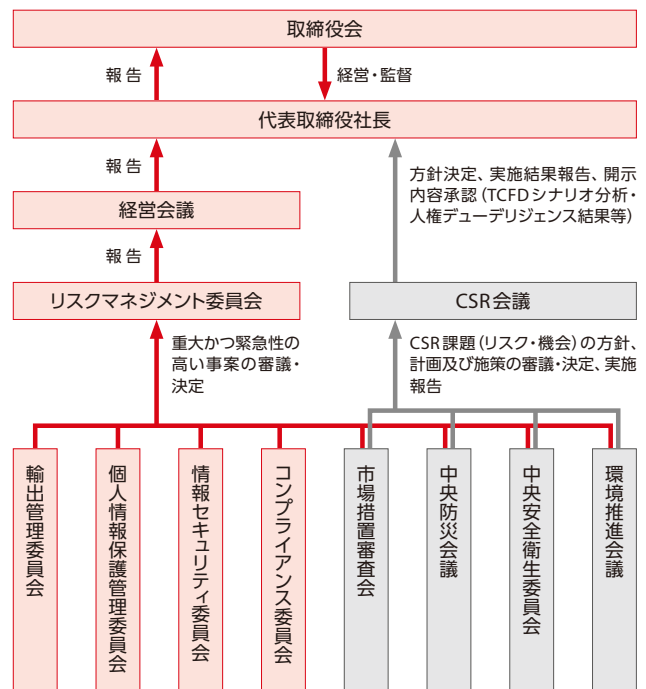 取締役会
報告
経営・監督
代表取締役社長
報告
方針決定、実施結果報告、開示
内容承認（TCFDシナリオ分析・
人権デューデリジェンス結果等）
経営会議
報告
リスクマネジメント委員会
CSR会議
重大かつ緊急性の
高い事案の審議・
決定
CSR課題（リスク・機会）の方針、
計画及び施策の審議・決定、実施
報告
輸出管理委員会
個人情報保護管理委員会
情報セキュリティ委員会
コンプライアンス委員会
市場措置審査会
中央防災会議
中央安全衛生委員会
環境推進会議